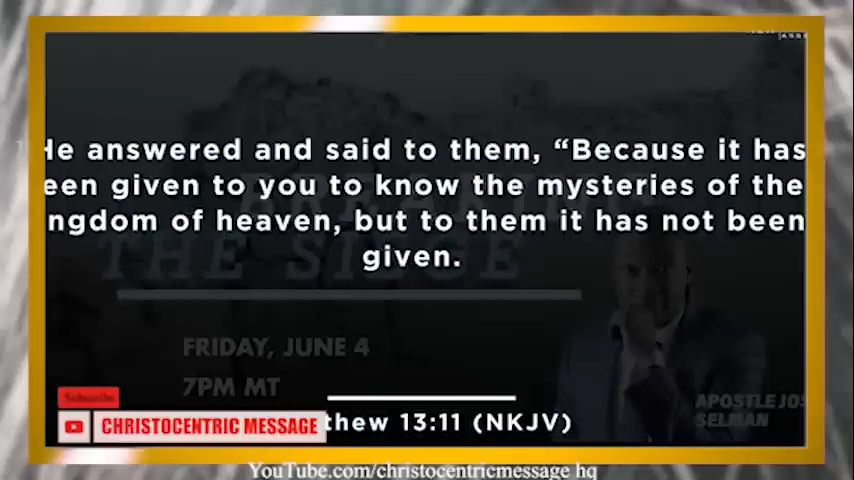 He answered and said to them, “Because it has
een given to you to know the mysteries of the
ngdom of heaven, but to them it has not been
given.
THE SIEGE
FRIDAY, JUNE 4
7PM MT
APOSTLE JOS
SELMAN
Subscribe
CHRISTOCENTRIC MESSAGE
thew 13:11 (NKJV)
YouTube.com/christocentricmessage hq